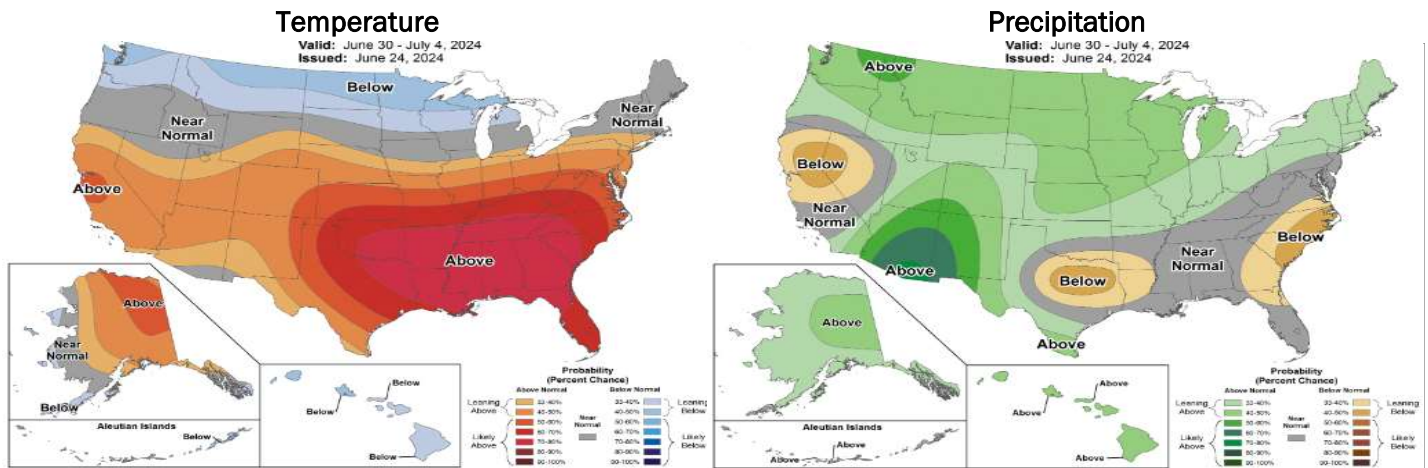 Temperature
Valid: June 30 - July 4, 2024
Issued: June 24, 2024
Below
Near
Normal
Near
Normal
Above
Above
Above
Near
Normal
Below
Aleutian Islands
Below
Below
Below
Below
Probability
(Percent Chance)
Above Normal
Below Normal
Leaning
Above
33-40%
40-50%
50-60%
Likely
Above
60-70%
70-80%
80-90%
90-100%
Near
Normal
33-40%
40-50%
50-60%
Leaning
Below
60-70%
70-80%
80-90%
90-100%
Likely
Below
Precipitation
Valid: June 30 - July 4, 2024
Issued: June 24, 2024
Above
Below
Near
Normal
Above
Below
Near
Normal
Below
Above
Above
Aleutian Islands
Above
Above
Above
Above
Above
Probability
(Percent Chance)
Above Normal
Below Normal
Leaning
Above
33-40%
40-50%
50-60%
Likely
Above
60-70%
70-80%
80-90%
90-100%
Near
Normal
33-40%
40-50%
50-60%
Leaning
Below
60-70%
70-80%
80-90%
90-100%
Likely
Below